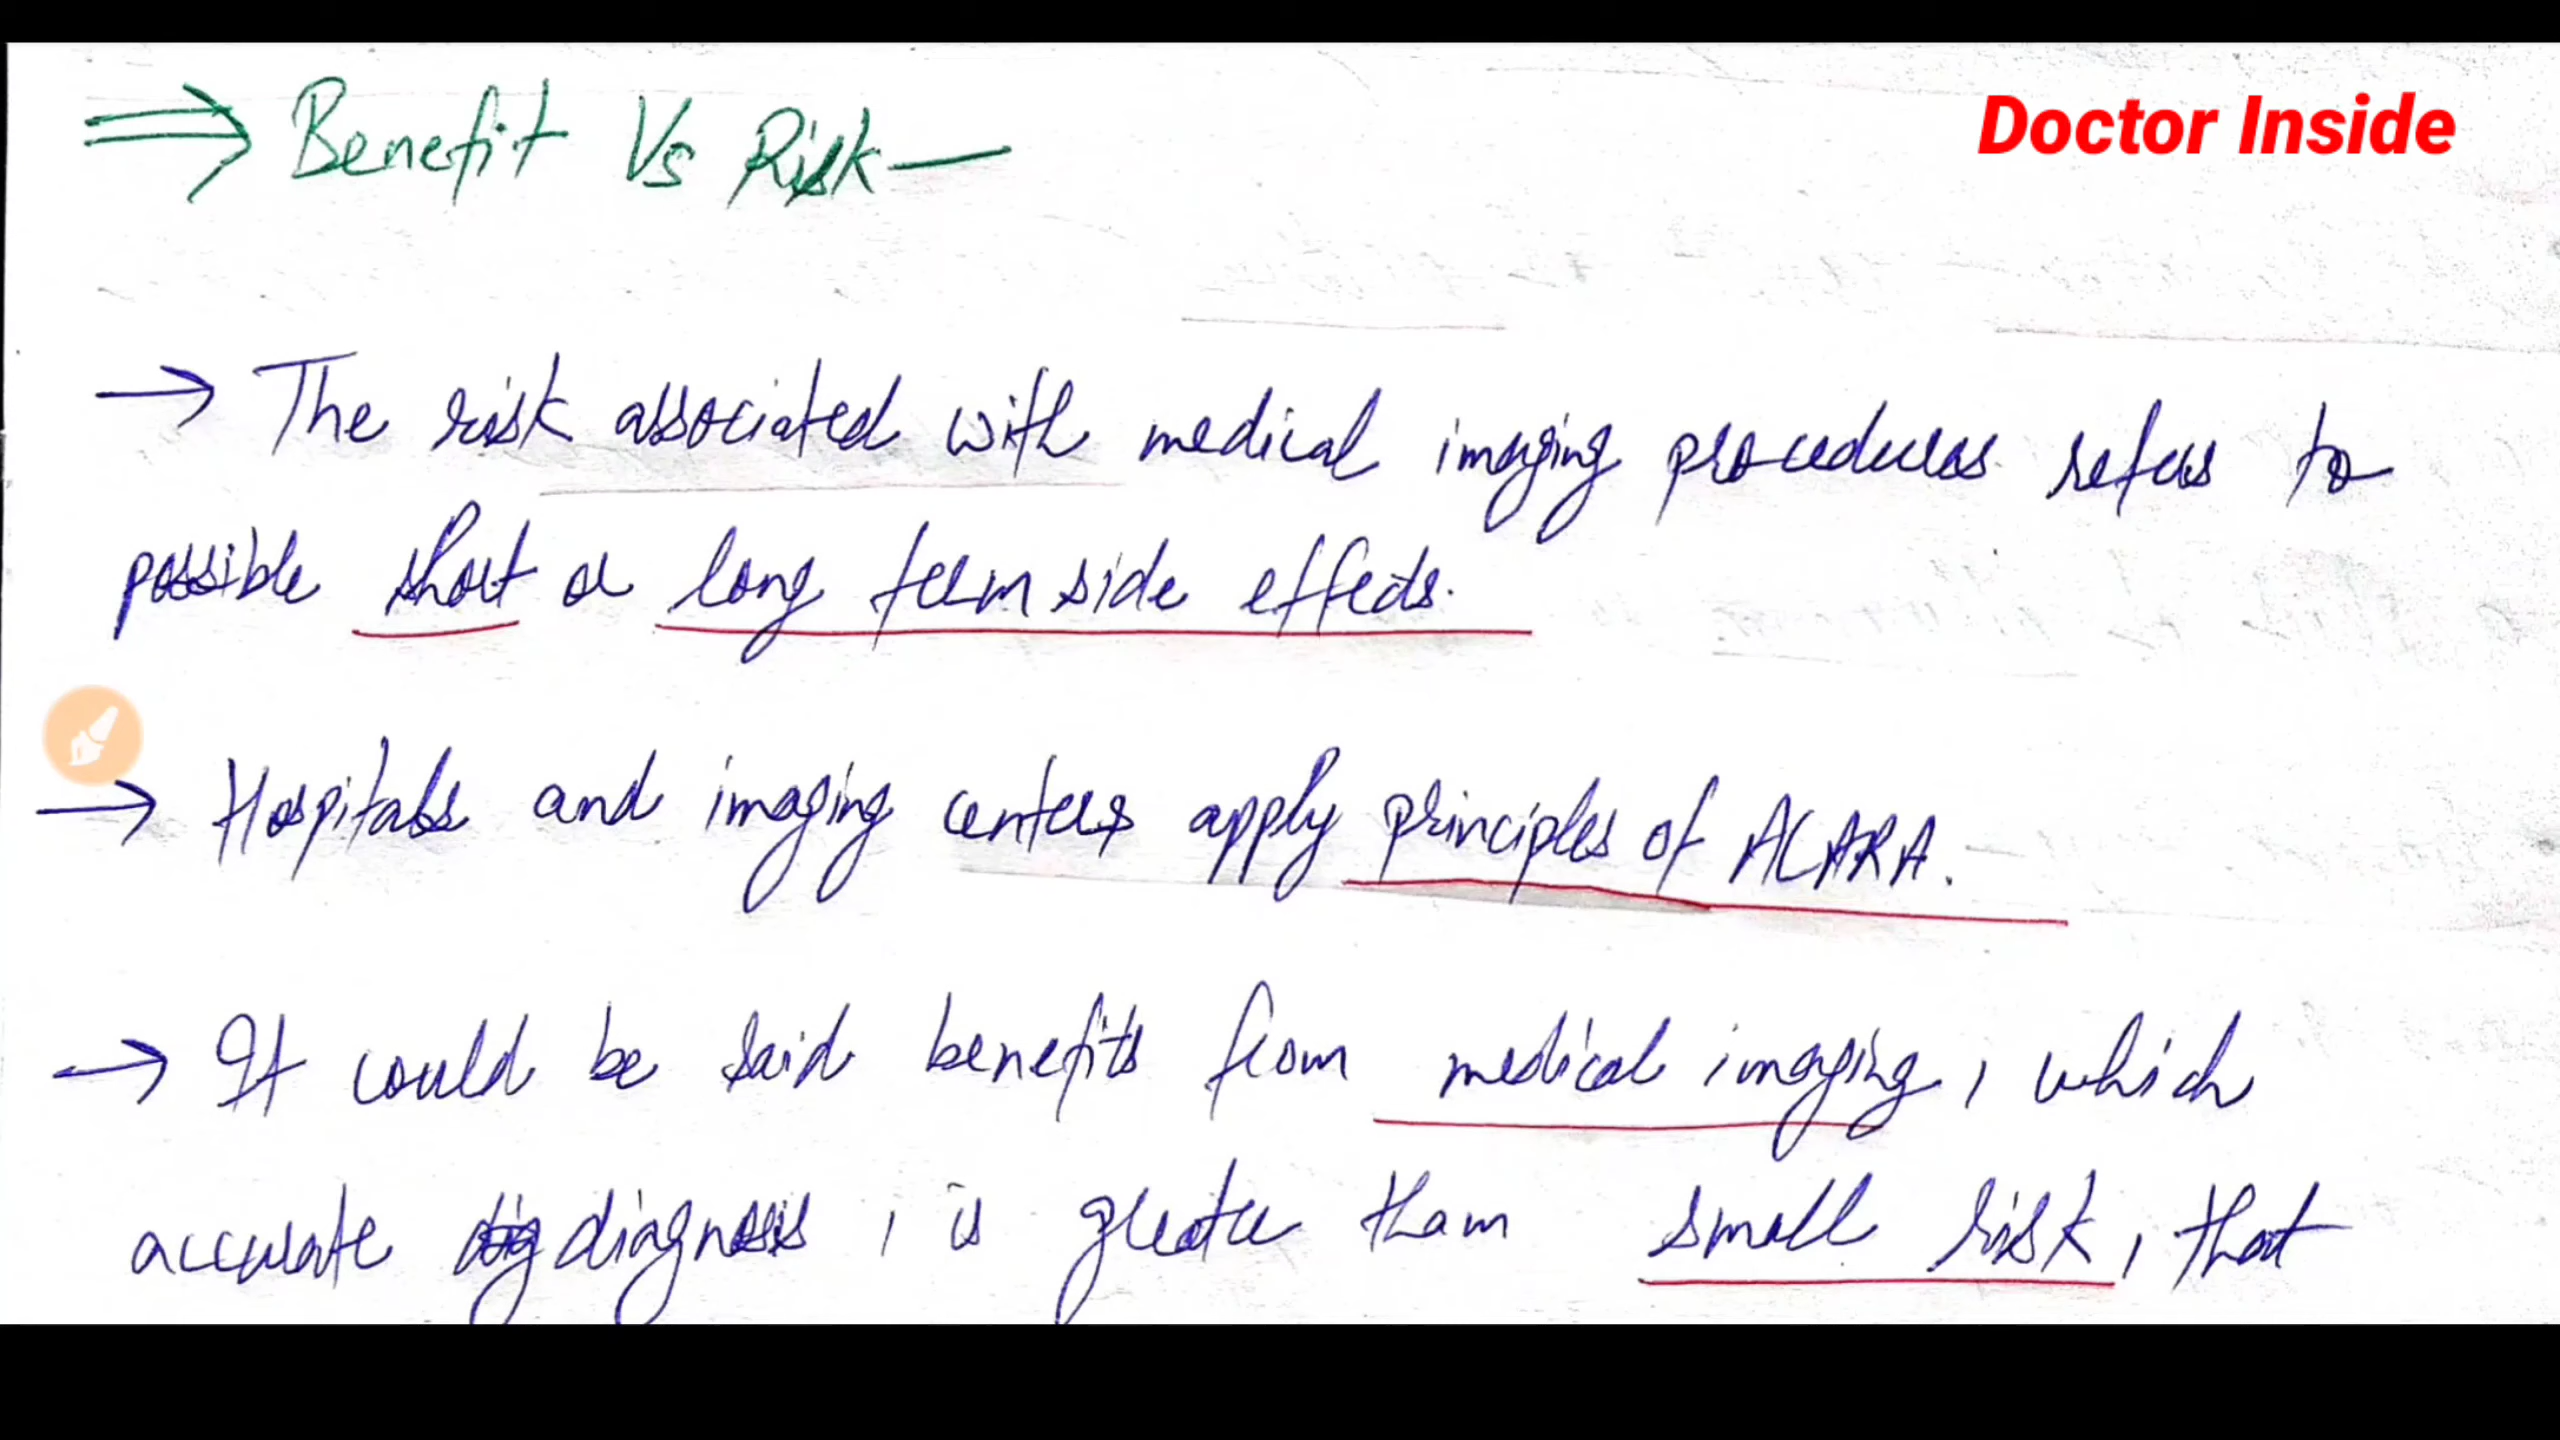 ⇒ Benefit Vs Risk —
Doctor Inside
→ The risk associated with medical imaging procedures refers to
possible short or long term side effects.
→ Hospitals and imaging centers apply principles of ALARA.
→ It could be said benefits from medical imaging, which
accurate diagnosis, is greater than small risk, that